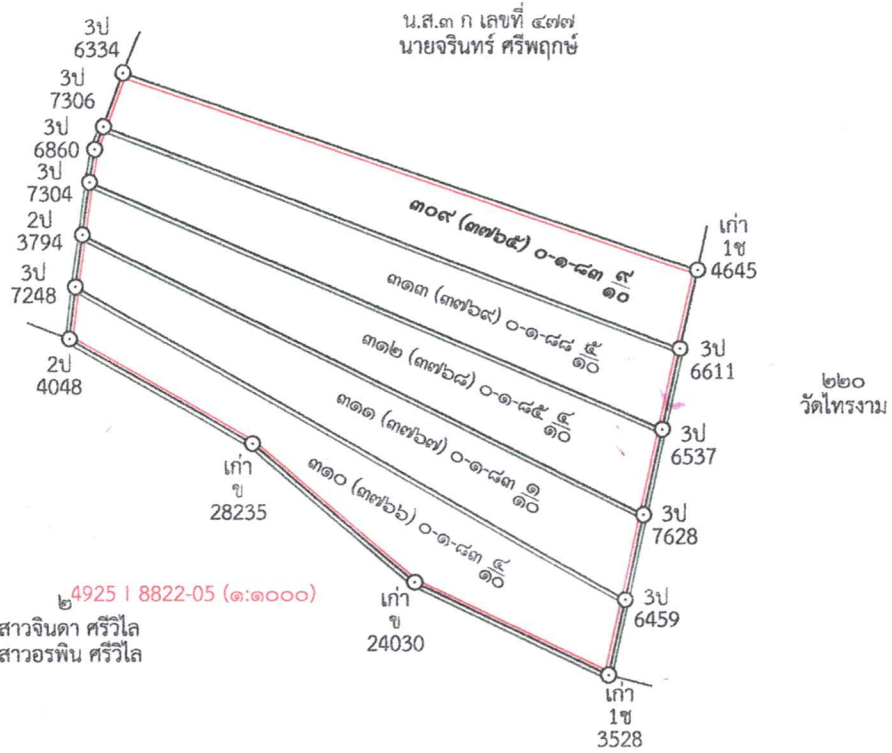 น.ส.๓ ก เลขที่ ๔๗๗
นายจรินทร์ ศรีพฤกษ์
3ป
6334
3ป
7306
3ป
6860
3ป
7304
2ป
3794
3ป
7248
2ป
4048
๓๐๙ (๓๗๖๕) ๐-๑-๘๓ ๙/๑๐
๓๑๓ (๓๗๖๙) ๐-๑-๘๘ ๕/๑๐
๓๑๒ (๓๗๖๘) ๐-๑-๘๕ ๔/๑๐
๓๑๑ (๓๗๖๗) ๐-๑-๘๓ ๑/๑๐
๓๑๐ (๓๗๖๖) ๐-๑-๘๓ ๔/๑๐
เก่า
1ช
4645
3ป
6611
3ป
6537
3ป
7628
3ป
6459
๒๒๐
วัดไทรงาม
เก่า
ข
28235
เก่า
ข
24030
เก่า
1ช
3528
๒
4925 I 8822-05 (๑:๑๐๐๐)
สาวจินดา ศรีวิไล
สาวอรพิน ศรีวิไล